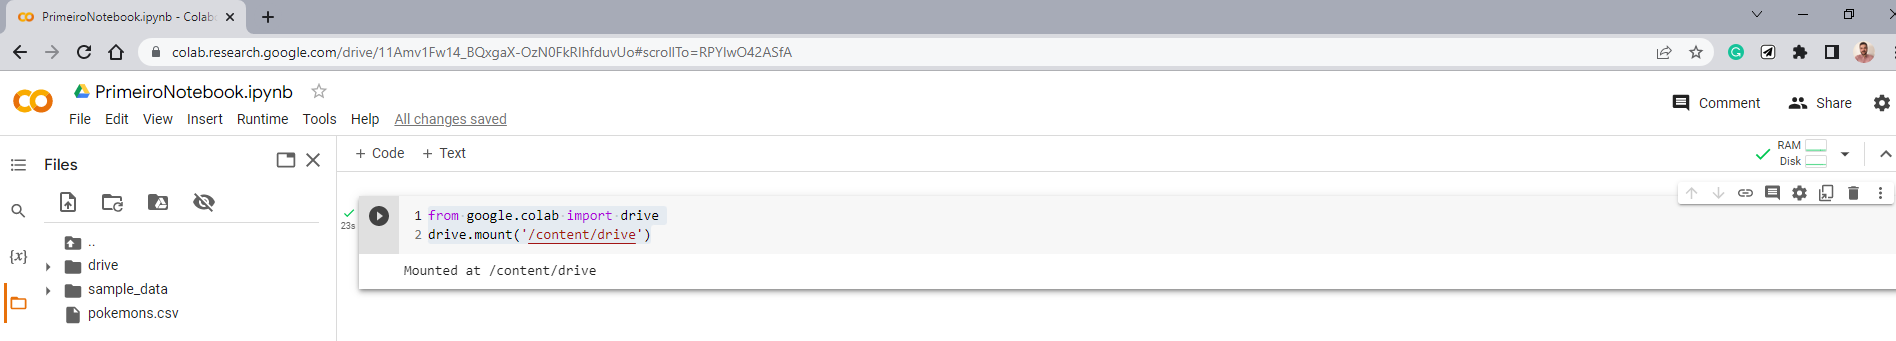 PrimeiroNotebook.ipynb - Colab
colab.research.google.com/drive/11Amv1Fw14_BQxgaX-OzN0FkRIhfduvUo#scrollTo=RPYIwO42ASfA
PrimeiroNotebook.ipynb
File Edit View Insert Runtime Tools Help All changes saved
Comment Share
Files
+ Code + Text
RAM
Disk
{x}
..
drive
sample_data
pokemons.csv
23s
1 from google.colab import drive
2 drive.mount('/content/drive')
Mounted at /content/drive